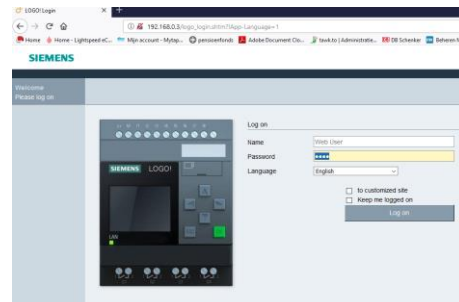 LOGO! Login
192.168.0.3/logo_login.shtm?!App-Language=1
Home Home - Lightspeed eC... Mijn account - Mytap... pensioenfonds Adobe Document Clo... tawk.to | Administratie... DB Schenker Beheren
SIEMENS
Welcome
Please log on
Log on
Name Web User
Password
Language English
to customized site
Keep me logged on
Log on
SIEMENS LOGO!
LAN